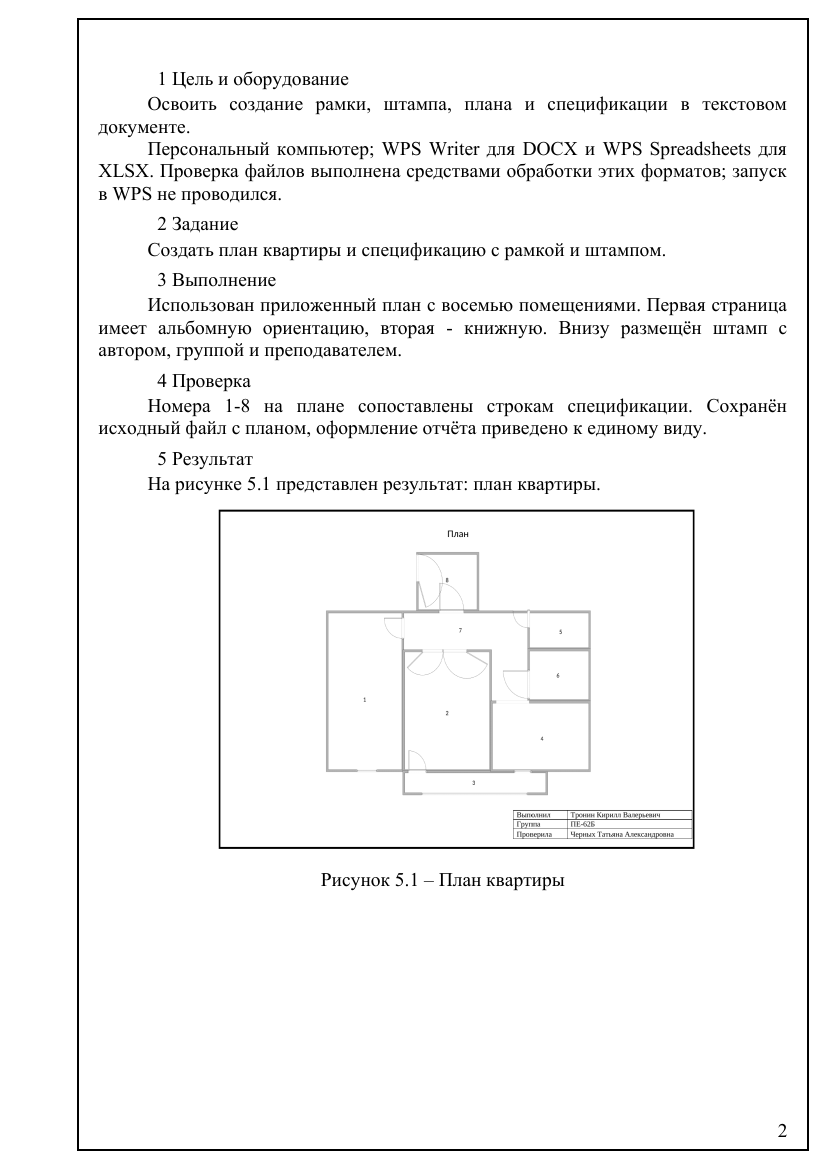 1 Цель и оборудование
Освоить создание рамки, штампа, плана и спецификации в текстовом
документе.
Персональный компьютер; WPS Writer для DOCX и WPS Spreadsheets для
XLSX. Проверка файлов выполнена средствами обработки этих форматов; запуск
в WPS не проводился.
2 Задание
Создать план квартиры и спецификацию с рамкой и штампом.
3 Выполнение
Использован приложенный план с восемью помещениями. Первая страница
имеет альбомную ориентацию, вторая - книжную. Внизу размещён штамп с
автором, группой и преподавателем.
4 Проверка
Номера 1-8 на плане сопоставлены строкам спецификации. Сохранён
исходный файл с планом, оформление отчёта приведено к единому виду.
5 Результат
На рисунке 5.1 представлен результат: план квартиры.
План
8
7
5
6
1
2
4
3
Выполнил Тронин Кирилл Валерьевич
Группа ПЕ-62Б
Проверила Черных Татьяна Александровна
Рисунок 5.1 – План квартиры
2